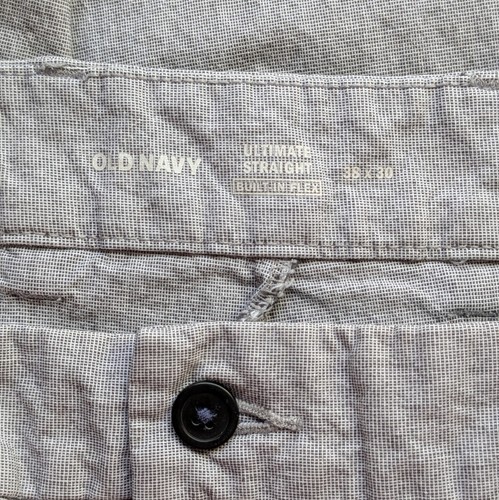 OLD NAVY
ULTIMATE
STRAIGHT
BUILT-IN FLEX
38 X 30